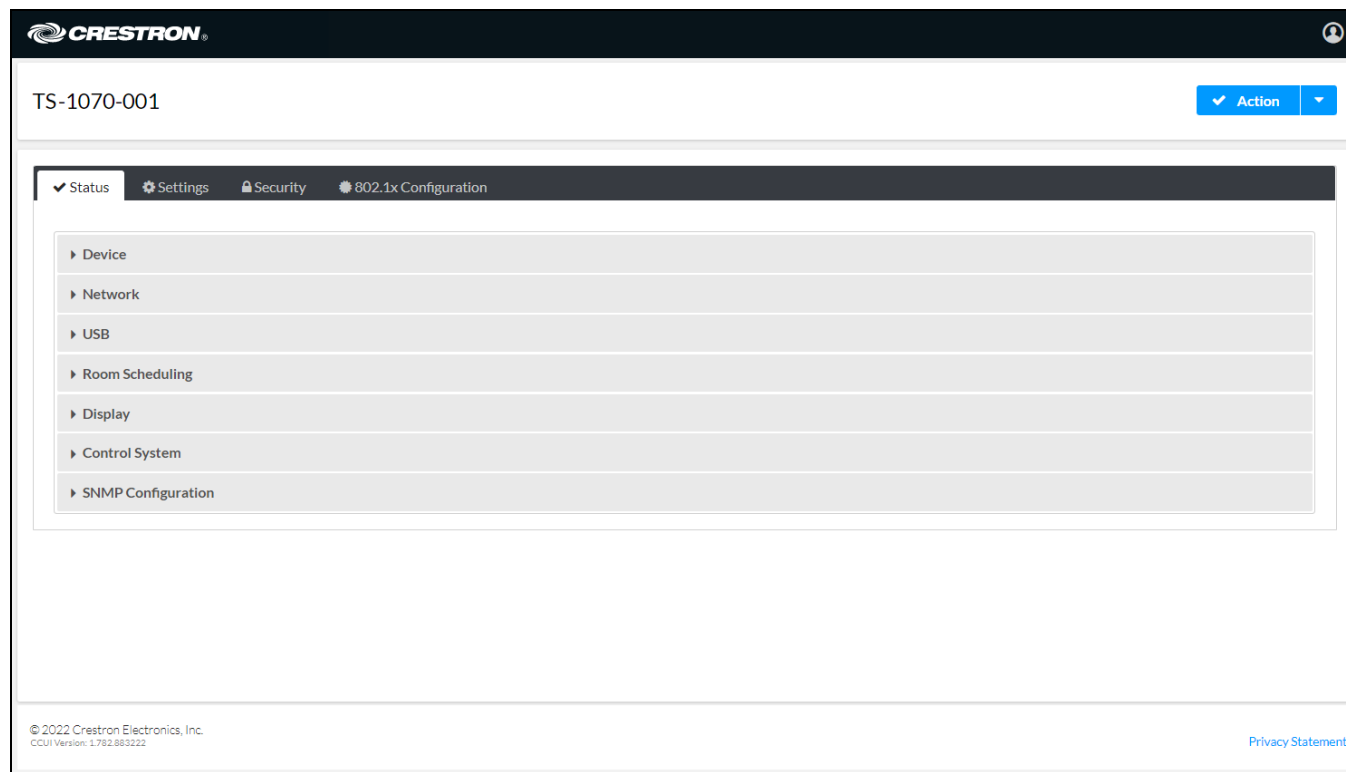 CRESTRON®
TS-1070-001
Action
Status Settings Security 802.1x Configuration
Device
Network
USB
Room Scheduling
Display
Control System
SNMP Configuration
© 2022 Crestron Electronics, Inc.
CCUI Version: 1.782.883222
Privacy Statement